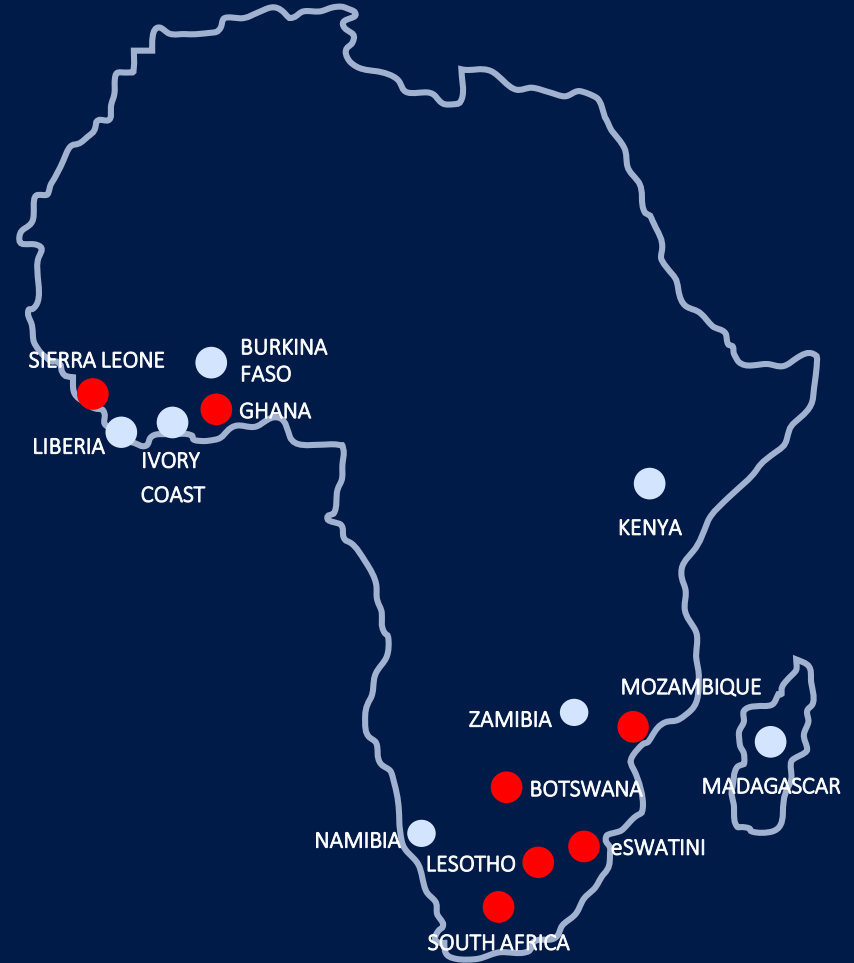 BURKINA
FASO
SIERRA LEONE
GHANA
LIBERIA
IVORY
COAST
KENYA
MOZAMBIQUE
ZAMIBIA
MADAGASCAR
BOTSWANA
NAMIBIA
eSWATINI
LESOTHO
SOUTH AFRICA